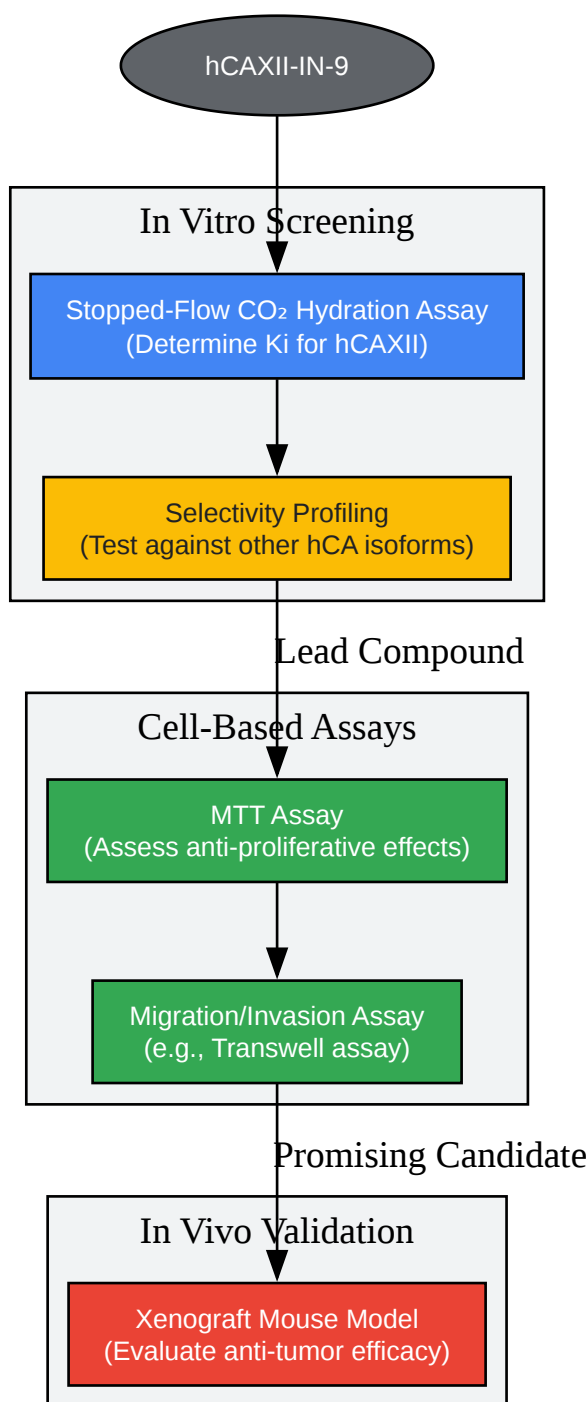 hCAXII-IN-9
In Vitro Screening
Stopped-Flow CO₂ Hydration Assay
(Determine Ki for hCAXII)
Selectivity Profiling
(Test against other hCA isoforms)
Lead Compound
Cell-Based Assays
MTT Assay
(Assess anti-proliferative effects)
Migration/Invasion Assay
(e.g., Transwell assay)
Promising Candidate
In Vivo Validation
Xenograft Mouse Model
(Evaluate anti-tumor efficacy)